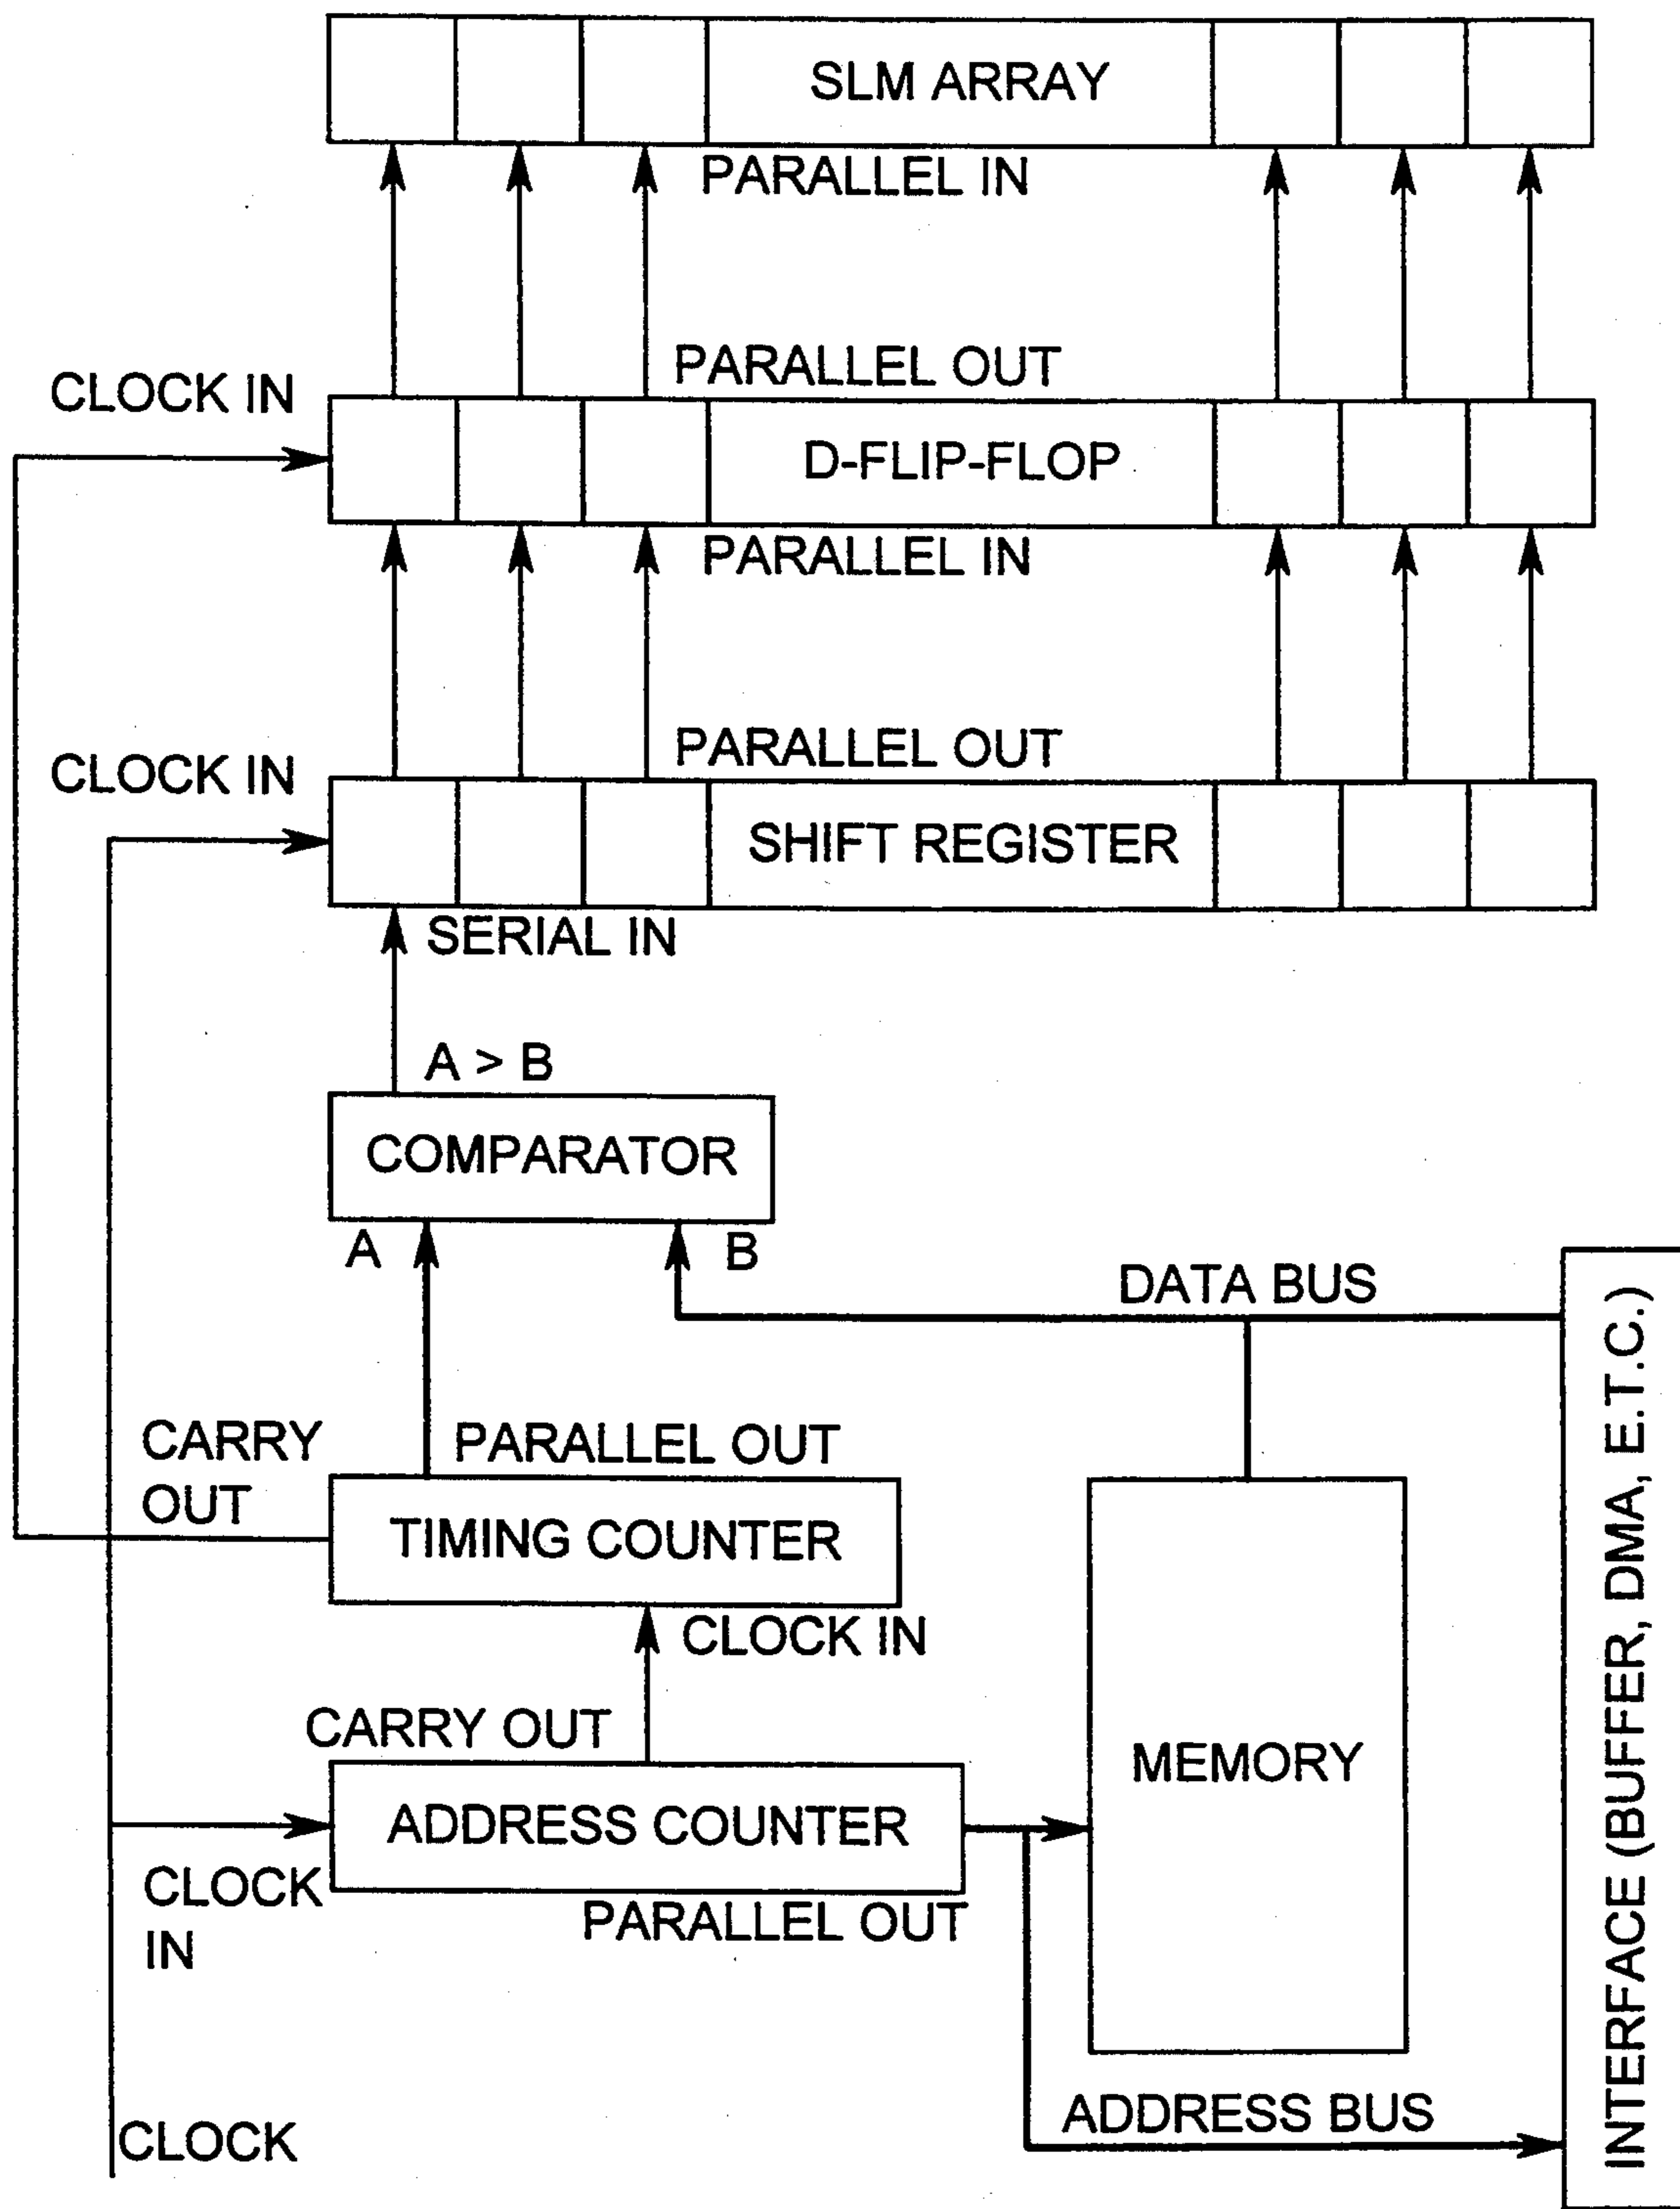 SLM ARRAY
PARALLEL IN
PARALLEL OUT
CLOCK IN
D-FLIP-FLOP
PARALLEL IN
PARALLEL OUT
CLOCK IN
SHIFT REGISTER
SERIAL IN
A > B
COMPARATOR
A
B
DATA BUS
INTERFACE (BUFFER, DMA, E.T.C.)
CARRY
OUT
PARALLEL OUT
TIMING COUNTER
CLOCK IN
CARRY OUT
MEMORY
ADDRESS COUNTER
CLOCK
IN
PARALLEL OUT
ADDRESS BUS
CLOCK